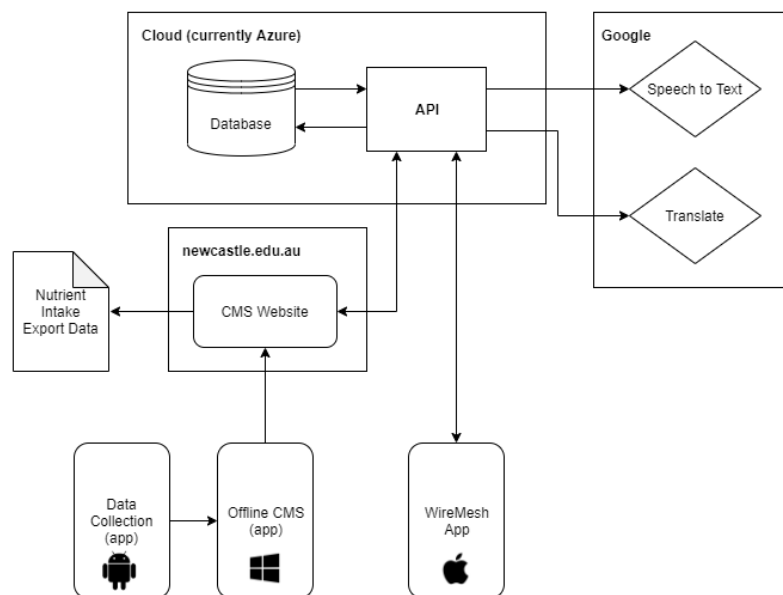 Cloud (currently Azure)
Google
Database
API
Speech to Text
Translate
newcastle.edu.au
CMS Website
Nutrient
Intake
Export Data
Data
Collection
(app)
Offline CMS
(app)
WireMesh
App